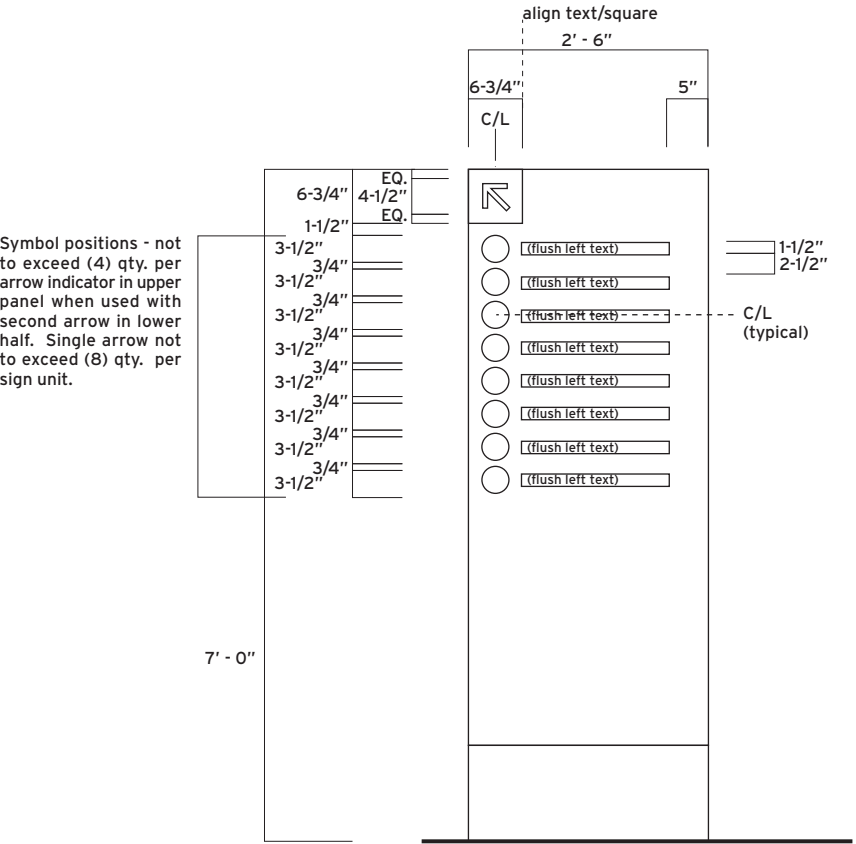 align text/square
2’ - 6”
6-3/4”
5”
C/L
6-3/4”
EQ.
4-1/2”
EQ.
1-1/2”
Symbol positions - not
to exceed (4) qty. per
arrow indicator in upper
panel when used with
second arrow in lower
half. Single arrow not
to exceed (8) qty. per
sign unit.
3-1/2”
3/4”
3-1/2”
3/4”
3-1/2”
3/4”
3-1/2”
3/4”
3-1/2”
3/4”
3-1/2”
3/4”
3-1/2”
3/4”
3-1/2”
(flush left text)
(flush left text)
(flush left text)
(flush left text)
(flush left text)
(flush left text)
(flush left text)
(flush left text)
1-1/2”
2-1/2”
C/L
(typical)
7’ - 0”